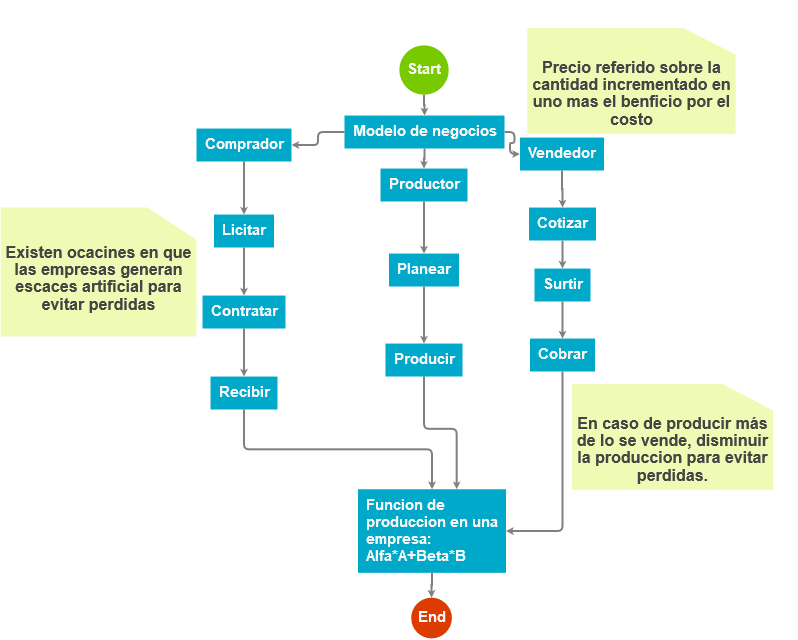 Start
Precio referido sobre la
cantidad incrementado en
uno mas el benficio por el
costo
Modelo de negocios
Comprador
Vendedor
Productor
Licitar
Cotizar
Existen ocacines en que
las empresas generan
escaces artificial para
evitar perdidas
Planear
Surtir
Contratar
Producir
Cobrar
Recibir
En caso de producir más
de lo se vende, disminuir
la produccion para evitar
perdidas.
Funcion de
produccion en una
empresa:
Alfa*A+Beta*B
End